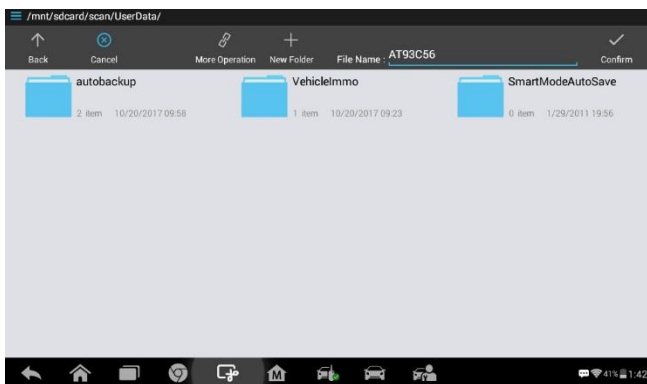 /mnt/sdcard/scan/UserData/
Back Cancel More Operation New Folder File Name : AT93C56 Confirm
autobackup VehicleImmo SmartModeAutoSave
2 item 10/20/2017 09:58 1 item 10/20/2017 09:23 0 item 1/29/2011 19:56
M 41% 1:42